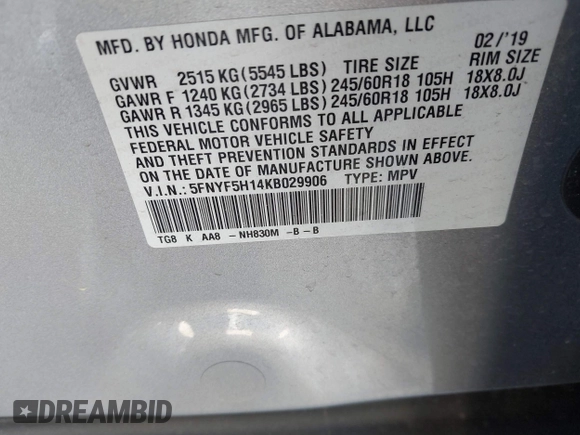 MFD. BY HONDA MFG. OF ALABAMA, LLC 02/'19
GVWR 2515 KG (5545 LBS) TIRE SIZE RIM SIZE
GAWR F 1240 KG (2734 LBS) 245/60R18 105H 18X8.0J
GAWR R 1345 KG (2965 LBS) 245/60R18 105H 18X8.0J
THIS VEHICLE CONFORMS TO ALL APPLICABLE
FEDERAL MOTOR VEHICLE SAFETY
AND THEFT PREVENTION STANDARDS IN EFFECT
ON THE DATE OF MANUFACTURE SHOWN ABOVE.
V.I.N.: 5FNYF5H14KB029906 TYPE: MPV
TG8 K AA8 - NH830M - B - B
DREAMBID